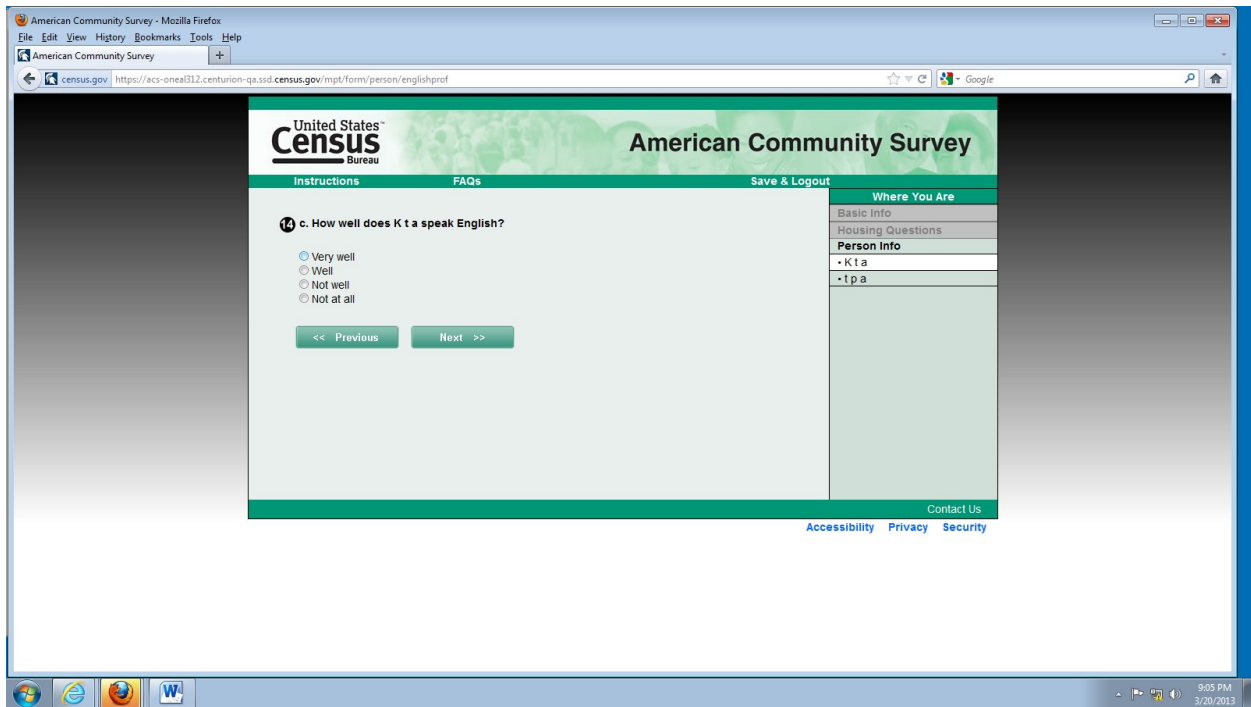 American Community Survey - Mozilla Firefox
File Edit View History Bookmarks Tools Help
American Community Survey +
census.gov https://acs-oneal312.centurion-qa.ssd.census.gov/mpt/form/person/englishprof Google
United States™
Census
Bureau
American Community Survey
Instructions FAQs Save & Logout
Where You Are
Basic Info
Housing Questions
Person Info
• K t a
• t p a
14 c. How well does K t a speak English?
Very well
Well
Not well
Not at all
<< Previous Next >>
Contact Us
Accessibility Privacy Security
W
9:05 PM
3/20/2013